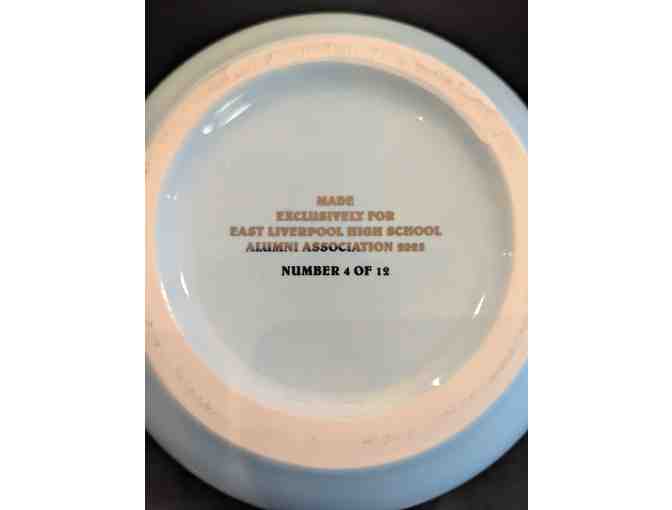 MADE
EXCLUSIVELY FOR
EAST LIVERPOOL HIGH SCHOOL
ALUMNI ASSOCIATION
NUMBER 4 OF 12